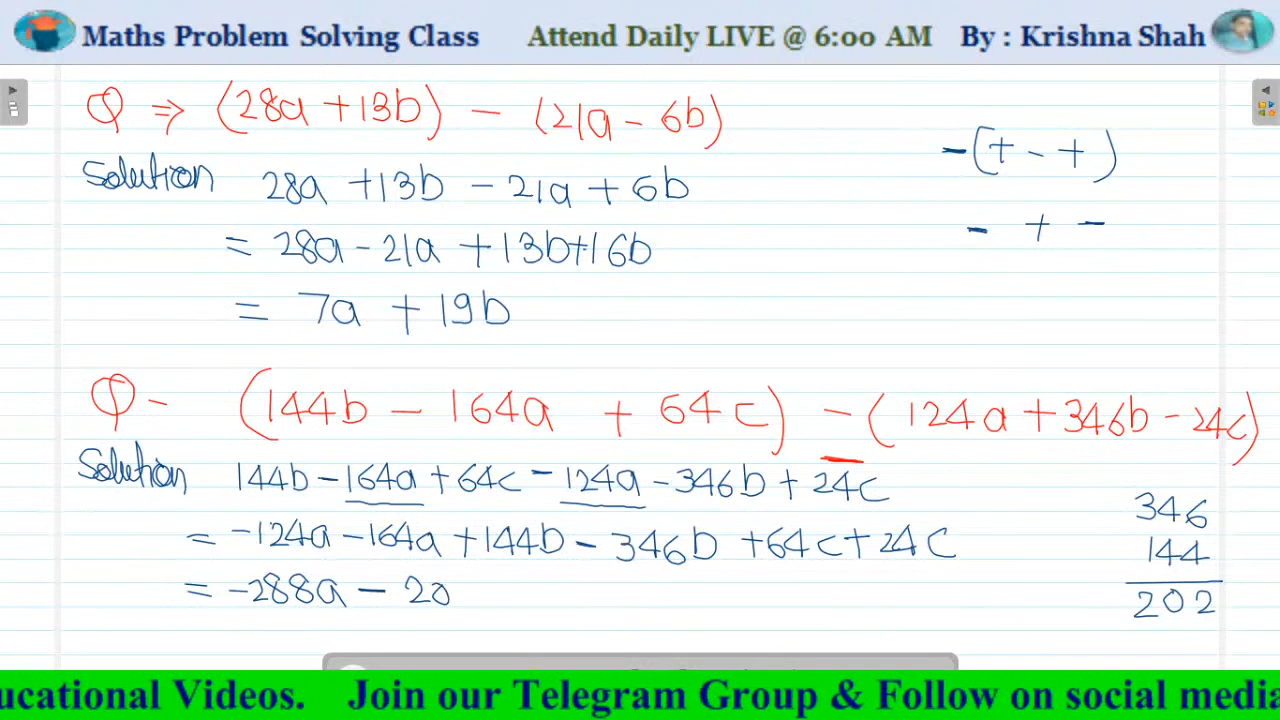 Maths Problem Solving Class Attend Daily LIVE @ 6:00 AM By : Krishna Shah
Q ⇒ (28a + 13b) - (21a - 6b)
-(+ - +)
Solution 28a + 13b - 21a + 6b
- + -
= 28a - 21a + 13b + 16b
= 7a + 19b
Q - (144b - 164a + 64c) - (124a + 346b - 24c)
Solution 144b - 164a + 64c - 124a - 346b + 24c
346
= -124a - 164a + 144b - 346b + 64c + 24c
144
= -288a - 20
202
ucational Videos. Join our Telegram Group & Follow on social media